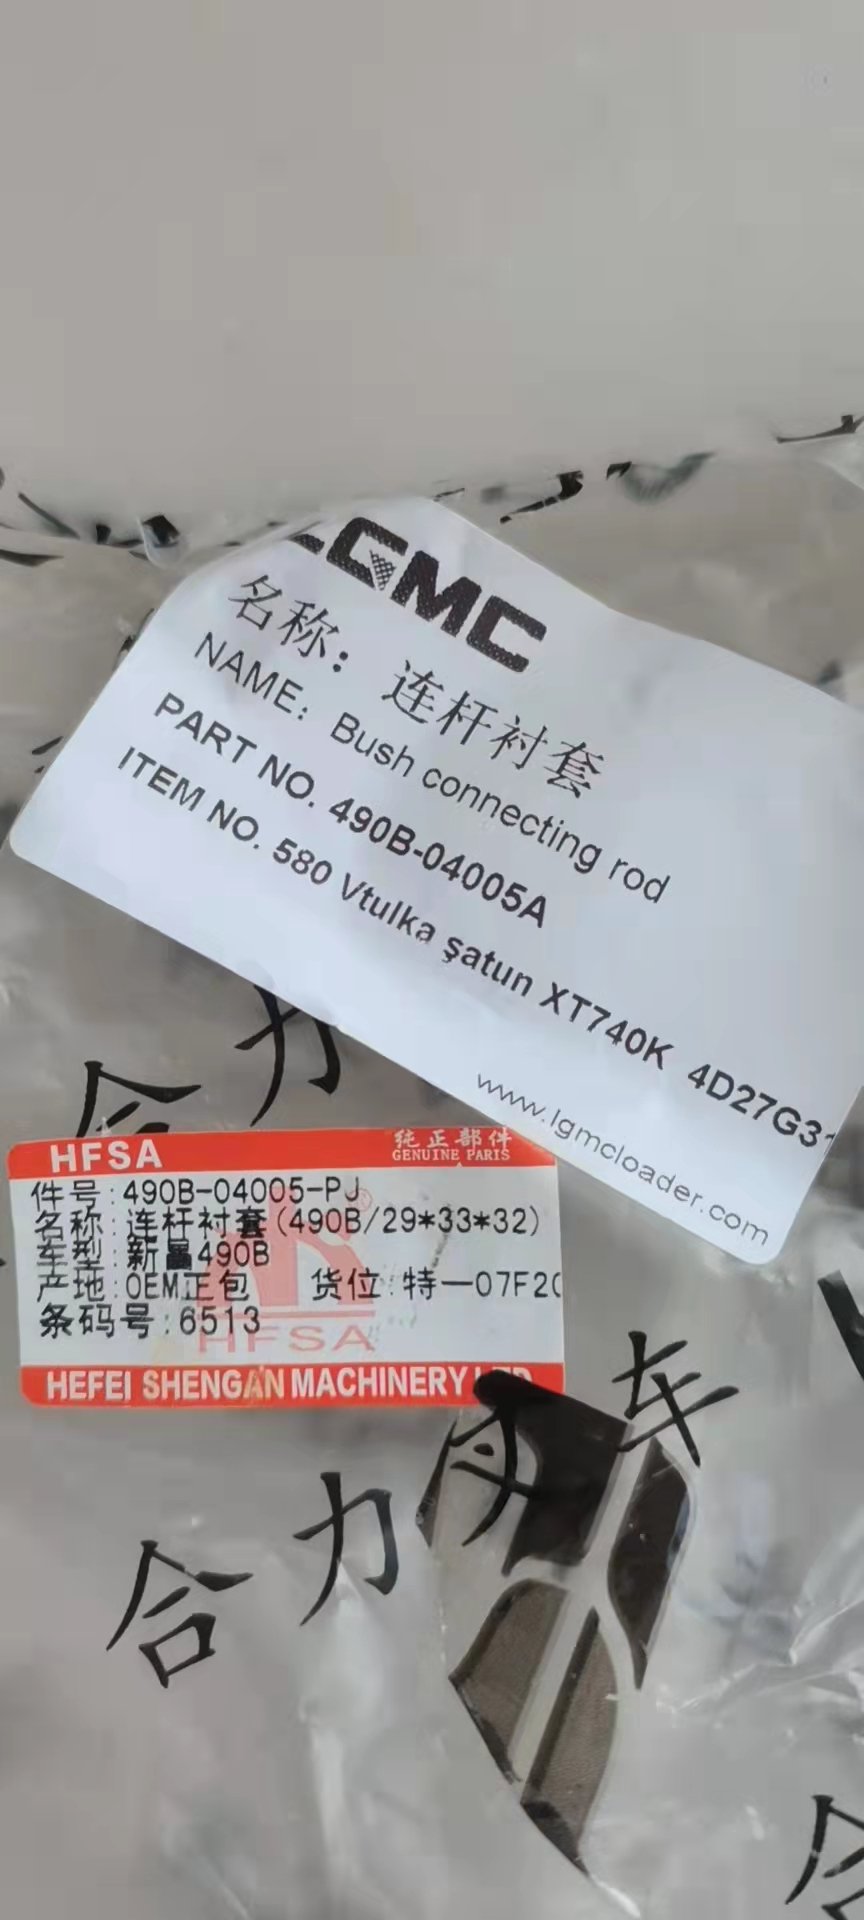 LGMC
名称：连杆衬套
NAME: Bush connecting rod
PART NO. 490B-04005A
ITEM NO. 580 Vtulka şatun XT740K 4D27G31
www.lgmcloader.com
合力
HFSA
纯正部件
GENUINE PARTS
件号:490B-04005-PJ
名称:连杆衬套(490B/29*33*32)
车型:新昌490B
产地:OEM正包 货位:特一07F20
条码号:6513
HFSA
HEFEI SHENGAN MACHINERY LTD
合力叉车
合